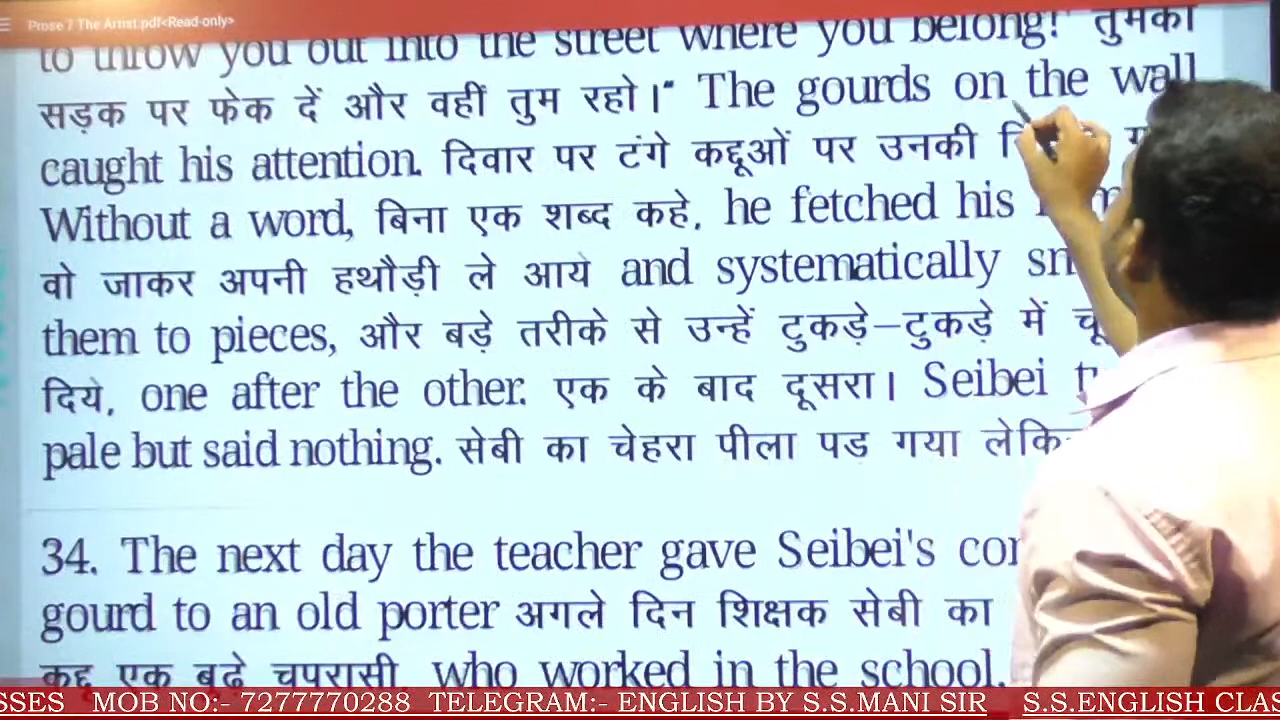 Prose 7 The Artist.pdf<Read-only>
to throw you out into the street where you belong!" तुमको
सड़क पर फेक दें और वहीं तुम रहो।" The gourds on the wall
caught his attention. दिवार पर टंगे कद्दूओं पर उनकी
Without a word, बिना एक शब्द कहे, he fetched his
वो जाकर अपनी हथौड़ी ले आये and systematically
them to pieces, और बड़े तरीके से उन्हें टुकड़े–टुकड़े में
दिये, one after the other. एक के बाद दूसरा। Seibei
pale but said nothing. सेबी का चेहरा पीला पड गया
34. The next day the teacher gave Seibei's
gourd to an old porter अगले दिन शिक्षक सेबी का
कद्दू एक बूढ़े चपरासी who worked in the school.
SSES MOB NO:- 7277770288 TELEGRAM:- ENGLISH BY S.S.MANI SIR S.S.ENGLISH CLAS